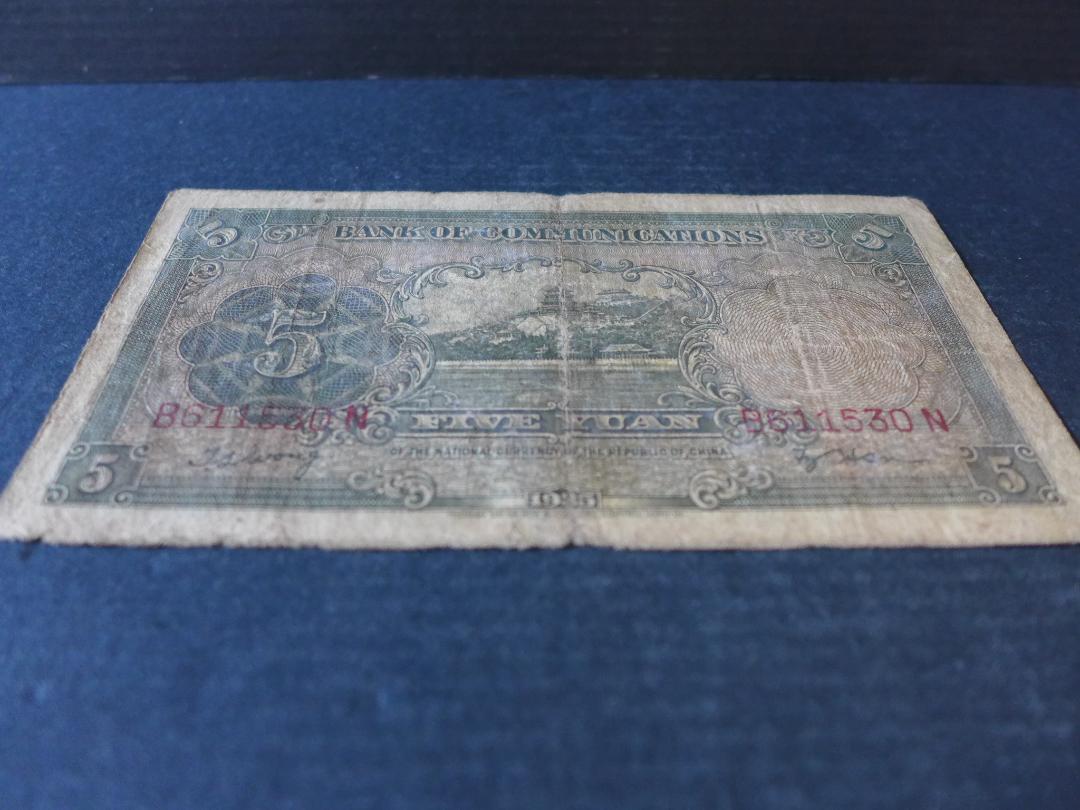 5 BANK OF COMMUNICATIONS 5
5
B611530 N FIVE YUAN B611530 N
OF THE NATIONAL CURRENCY OF THE REPUBLIC OF CHINA
5 1935 5